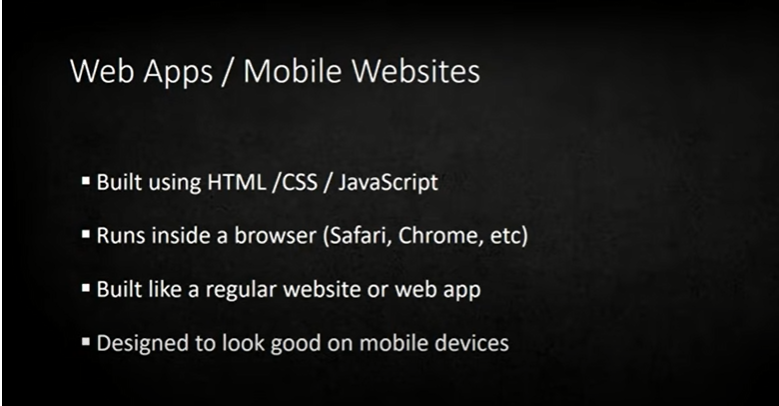 Web Apps / Mobile Websites
▪ Built using HTML /CSS / JavaScript
▪ Runs inside a browser (Safari, Chrome, etc)
▪ Built like a regular website or web app
▪ Designed to look good on mobile devices